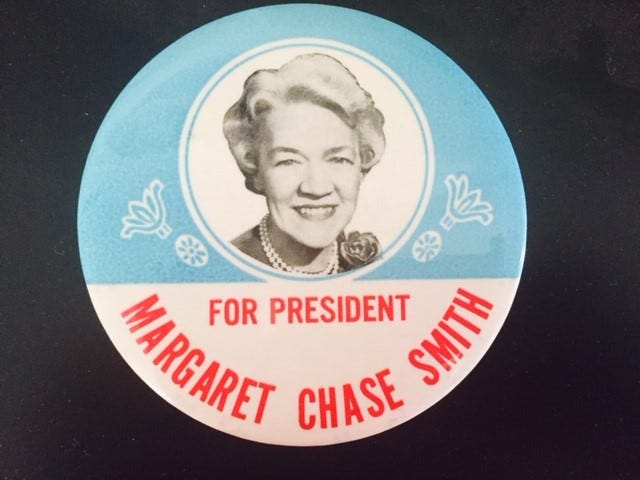 FOR PRESIDENT
MARGARET CHASE SMITH